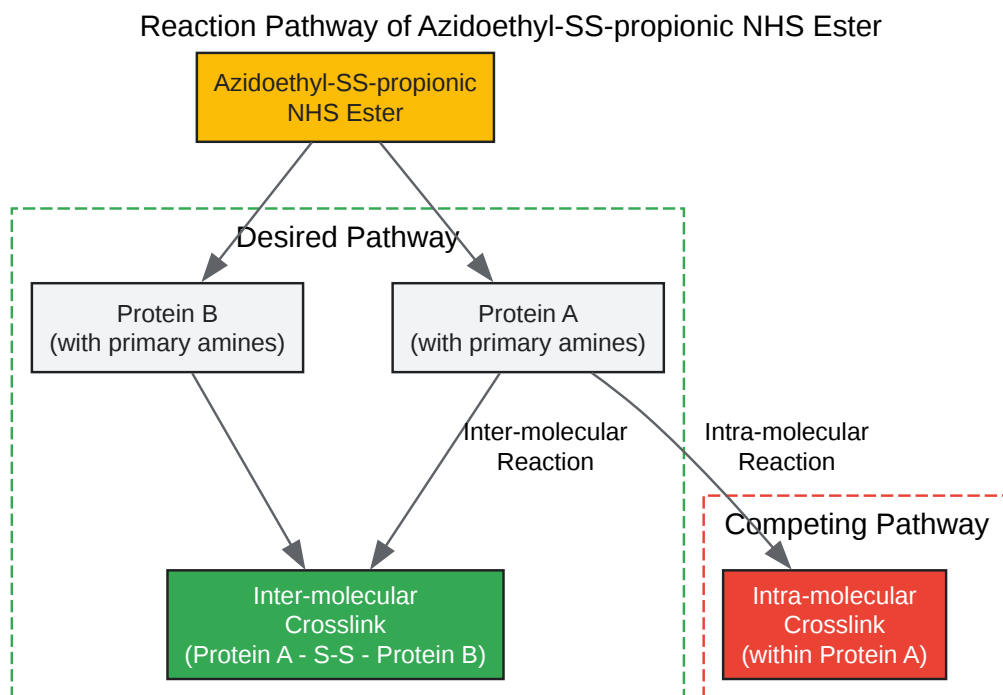 Reaction Pathway of Azidoethyl-SS-propionic NHS Ester
Azidoethyl-SS-propionic
NHS Ester
Desired Pathway
Protein B
(with primary amines)
Protein A
(with primary amines)
Inter-molecular
Reaction
Intra-molecular
Reaction
Competing Pathway
Inter-molecular
Crosslink
(Protein A - S-S - Protein B)
Intra-molecular
Crosslink
(within Protein A)